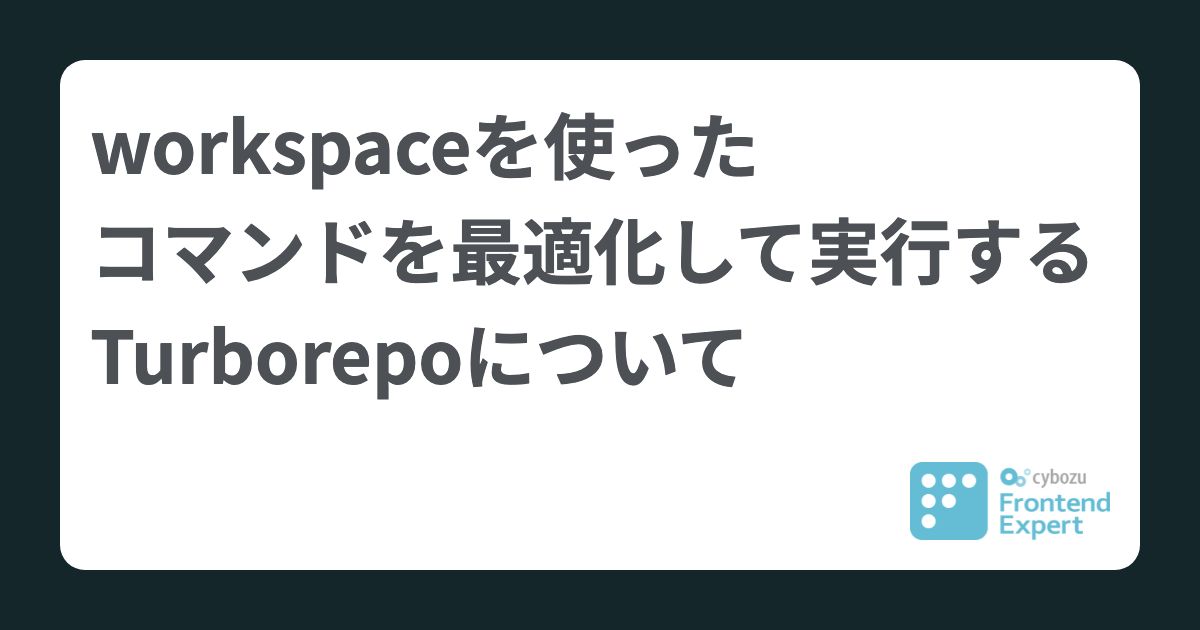 workspaceを使った
コマンドを最適化して実行する
Turborepoについて
cybozu
Frontend
Expert